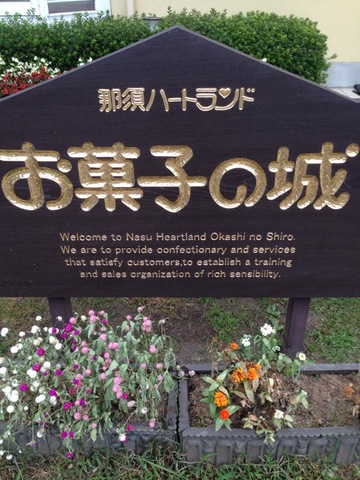 那須ハートランド♡
お菓子の城
Welcome to Nasu Heartland Okashi no Shiro.
We are to provide confectionary and services
that satisfy customers,to establish a training
and sales organization of rich sensibility.